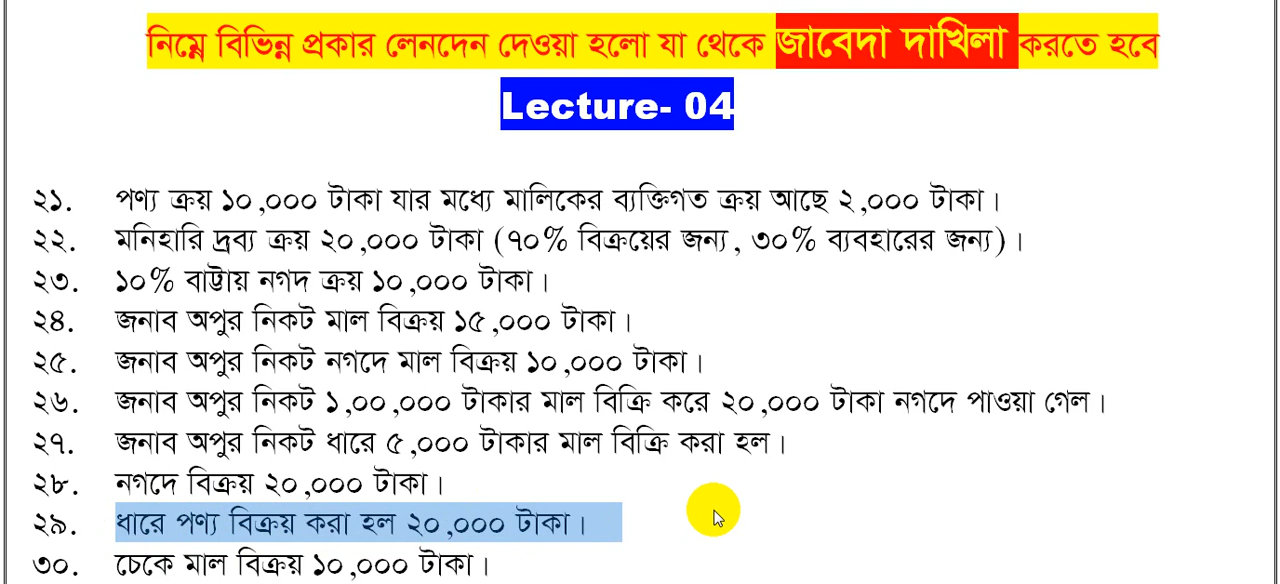 নিম্নে বিভিন্ন প্রকার লেনদেন দেওয়া হলো যা থেকে জাবেদা দাখিলা করতে হবে
Lecture- 04
২১. পণ্য ক্রয় ১০,০০০ টাকা যার মধ্যে মালিকের ব্যক্তিগত ক্রয় আছে ২,০০০ টাকা।
২২. মনিহারি দ্রব্য ক্রয় ২০,০০০ টাকা (৭০% বিক্রয়ের জন্য, ৩০% ব্যবহারের জন্য)।
২৩. ১০% বাট্টায় নগদ ক্রয় ১০,০০০ টাকা।
২৪. জনাব অপুর নিকট মাল বিক্রয় ১৫,০০০ টাকা।
২৫. জনাব অপুর নিকট নগদে মাল বিক্রয় ১০,০০০ টাকা।
২৬. জনাব অপুর নিকট ১,০০,০০০ টাকার মাল বিক্রি করে ২০,০০০ টাকা নগদে পাওয়া গেল।
২৭. জনাব অপুর নিকট ধারে ৫,০০০ টাকার মাল বিক্রি করা হল।
২৮. নগদে বিক্রয় ২০,০০০ টাকা।
২৯. ধারে পণ্য বিক্রয় করা হল ২০,০০০ টাকা।
৩০. চেকে মাল বিক্রয় ১০,০০০ টাকা।